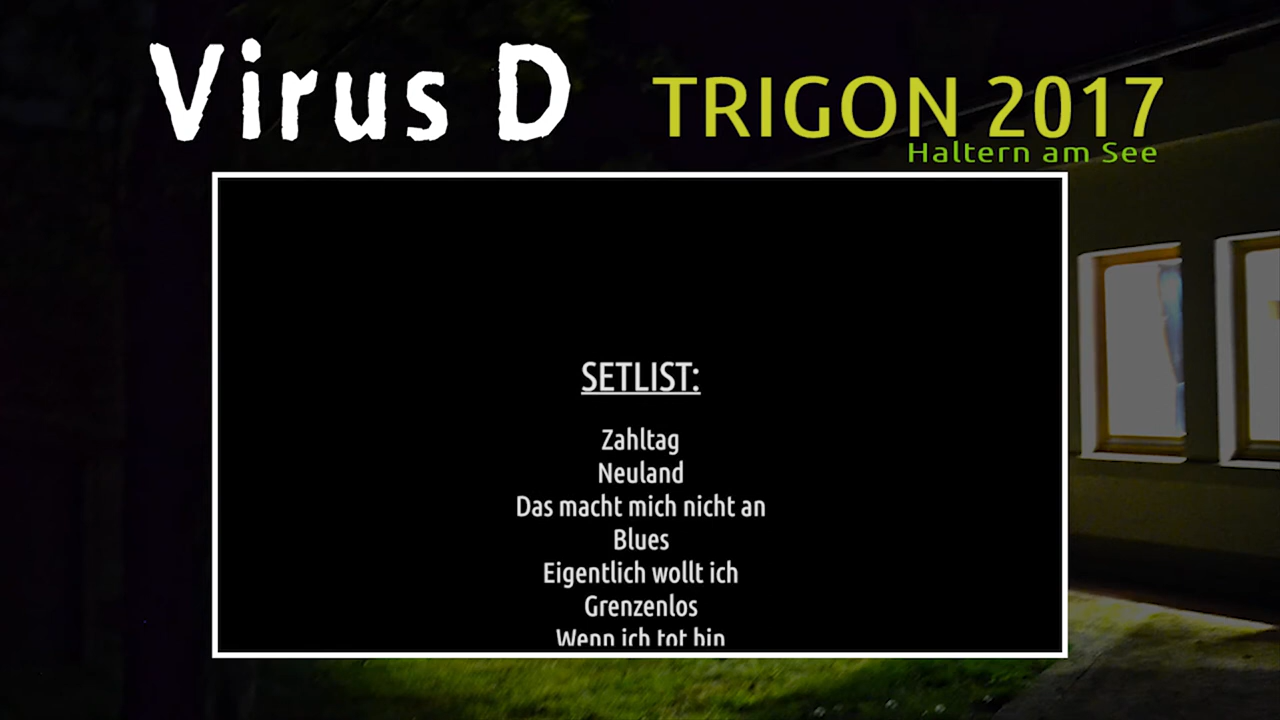 Virus D
TRIGON 2017
Haltern am See
SETLIST:
Zahltag
Neuland
Das macht mich nicht an
Blues
Eigentlich wollt ich
Grenzenlos
Wenn ich tot bin